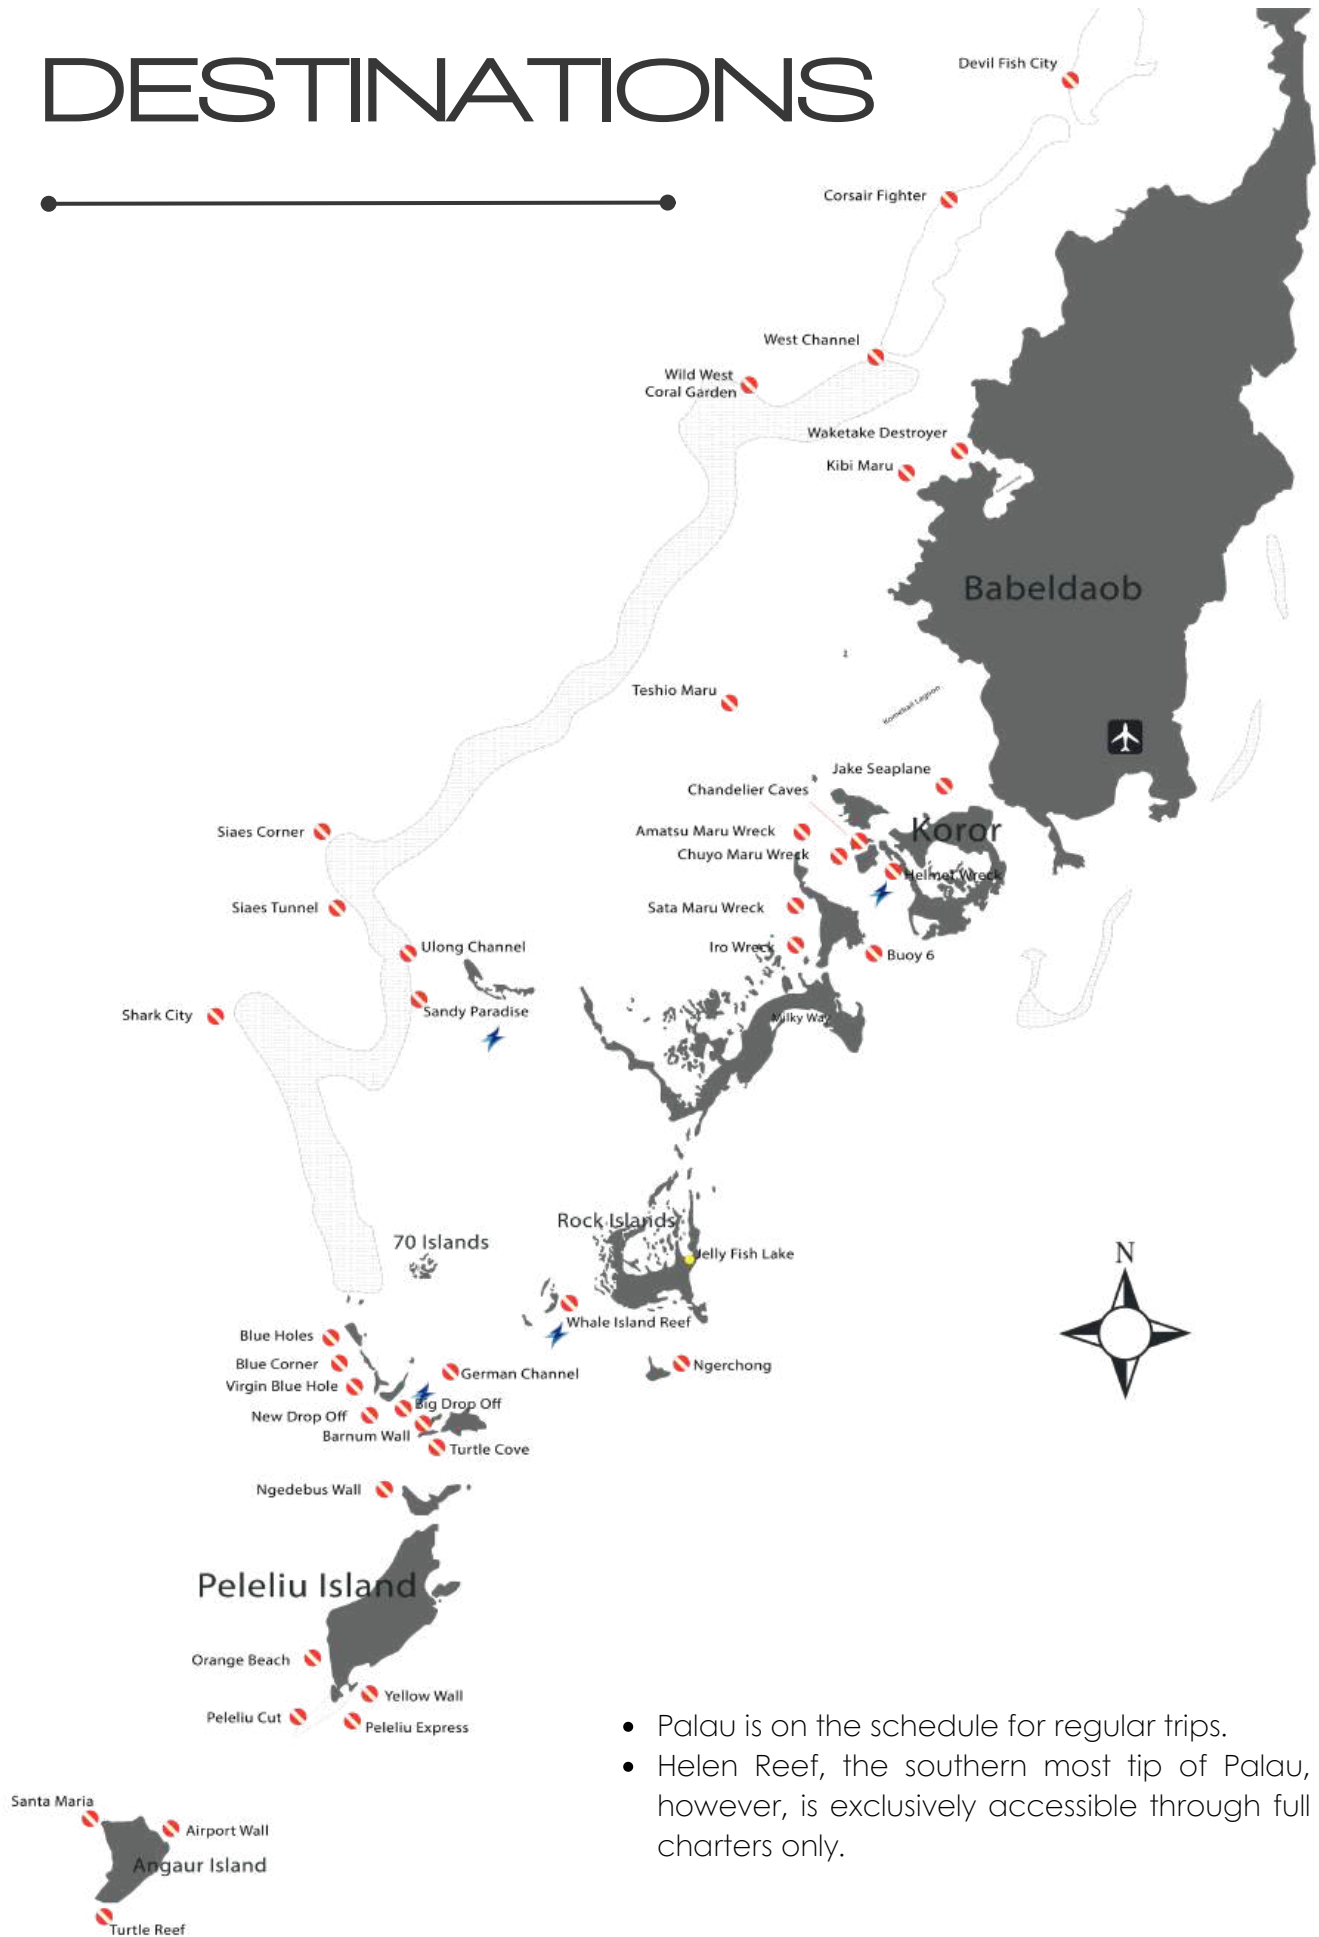 DESTINATIONS
Devil Fish City
Corsair Fighter
West Channel
Wild West
Coral Garden
Waketake Destroyer
Kibi Maru
Babeldaob
Teshio Maru
Komebail Lagoon
Jake Seaplane
Chandelier Caves
Koror
Siaes Corner
Amatsu Maru Wreck
Chuyo Maru Wreck
Helmet Wreck
Siaes Tunnel
Sata Maru Wreck
Ulong Channel
Iro Wreck
Buoy 6
Sandy Paradise
Shark City
Milky Way
Rock Islands
70 Islands
Jelly Fish Lake
Whale Island Reef
N
Blue Holes
Blue Corner
Ngerchong
German Channel
Virgin Blue Hole
Big Drop Off
New Drop Off
Barnum Wall
Turtle Cove
Ngedebus Wall
Peleliu Island
Orange Beach
Yellow Wall
Peleliu Cut
Peleliu Express
• Palau is on the schedule for regular trips.
• Helen Reef, the southern most tip of Palau,
however, is exclusively accessible through full
charters only.
Santa Maria
Airport Wall
Angaur Island
Turtle Reef